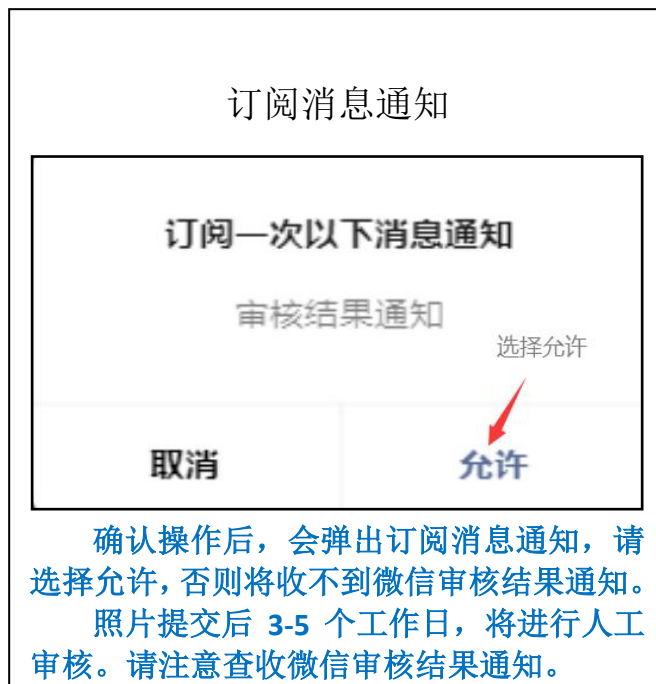 订阅消息通知
订阅一次以下消息通知
审核结果通知
选择允许
取消 允许
确认操作后，会弹出订阅消息通知，请
选择允许，否则将收不到微信审核结果通知。
照片提交后 3-5 个工作日，将进行人工
审核。请注意查收微信审核结果通知。